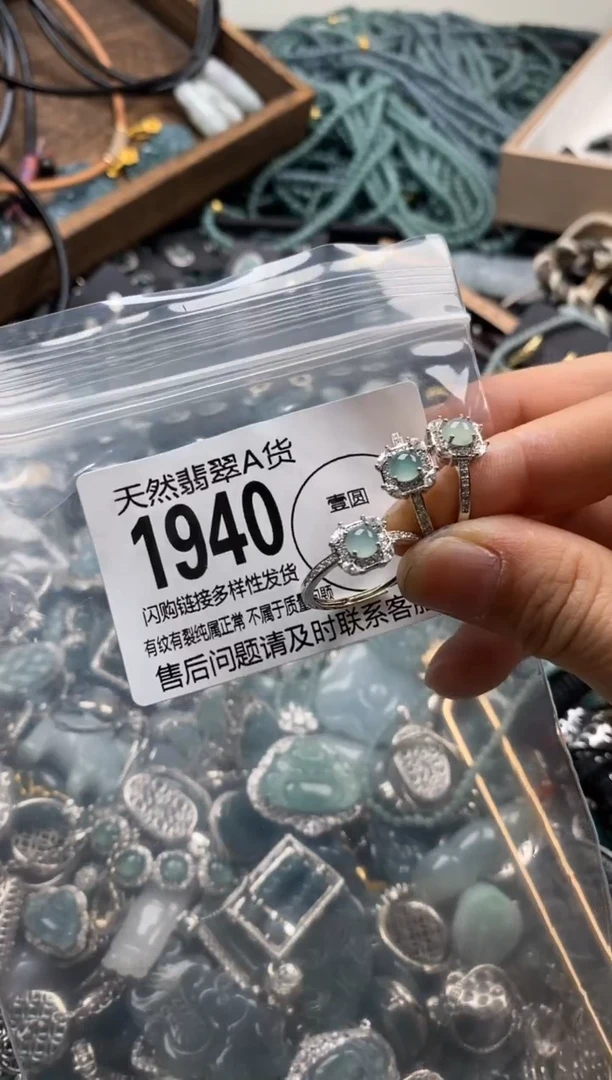 天然翡翠A货
1940
壹圆
闪购链接多样性发货
有纹有裂纯属正常 不属于质量问题
售后问题请及时联系客服